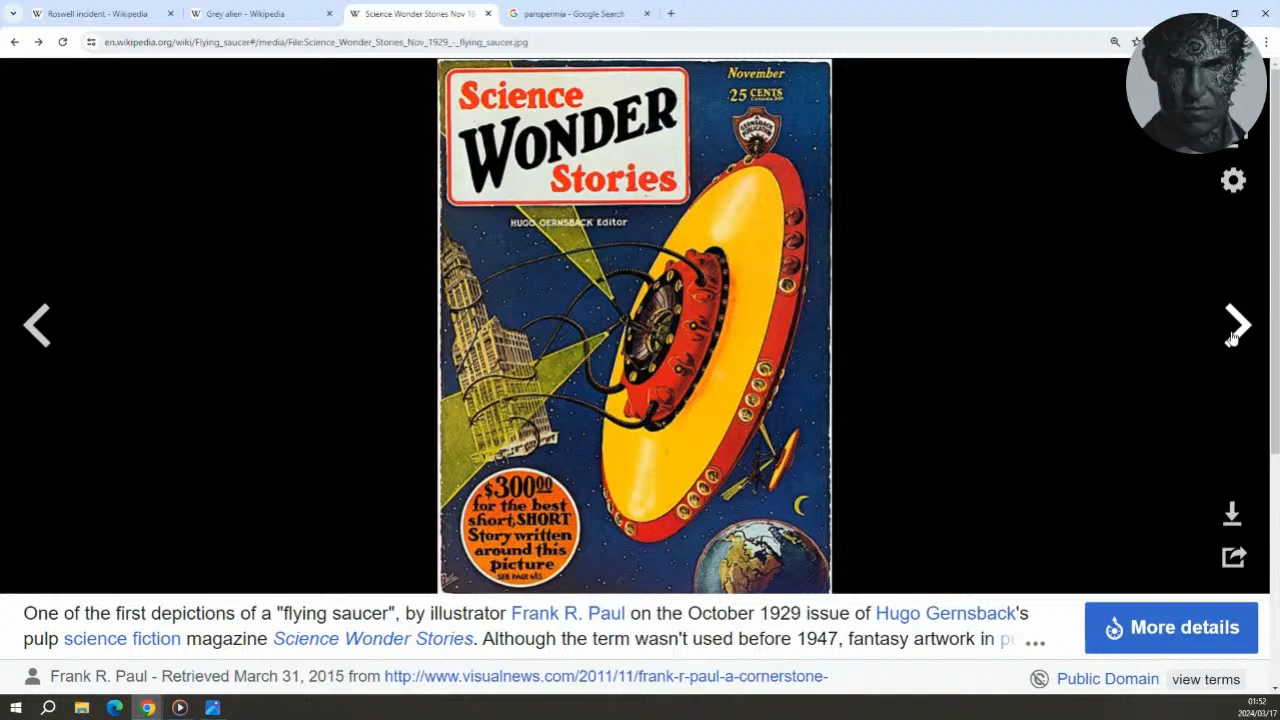 Roswell incident - Wikipedia
Grey alien - Wikipedia
Science Wonder Stories Nov 19
panspermia - Google Search
en.wikipedia.org/wiki/Flying_saucer#/media/File:Science_Wonder_Stories_Nov_1929_-_flying_saucer.jpg
Science
WONDER
Stories
November
25 CENTS
HUGO GERNSBACK Editor
$300.00
for the best
short, SHORT
Story written
around this
picture
SEE PAGE 485
One of the first depictions of a "flying saucer", by illustrator Frank R. Paul on the October 1929 issue of Hugo Gernsback's
pulp science fiction magazine Science Wonder Stories. Although the term wasn't used before 1947, fantasy artwork in pu
...
More details
Frank R. Paul - Retrieved March 31, 2015 from http://www.visualnews.com/2011/11/frank-r-paul-a-cornerstone-
Public Domain
view terms
01:52
2024/03/17